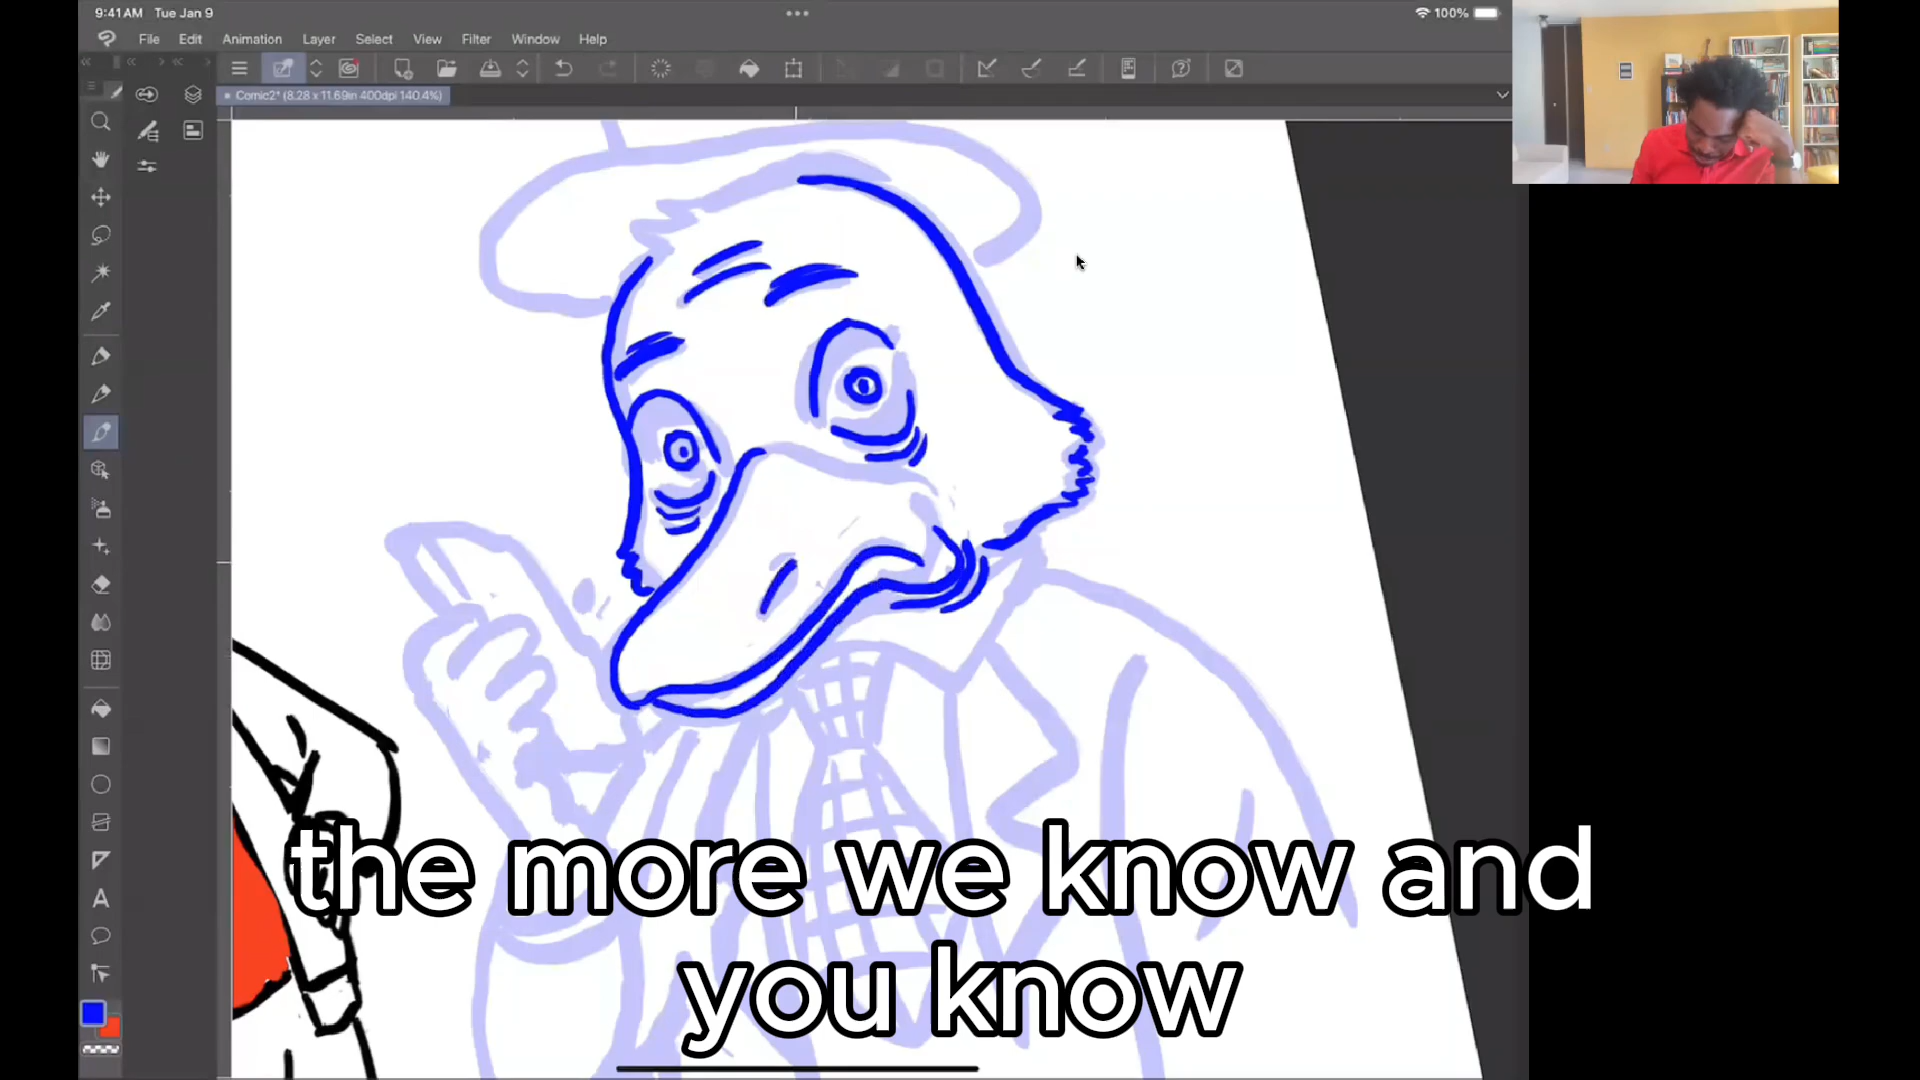 9:41 AM Tue Jan 9
100%
File Edit Animation Layer Select View Filter Window Help
Comic2* (8.28 x 11.69in 400dpi 140.4%)
the more we know and
you know